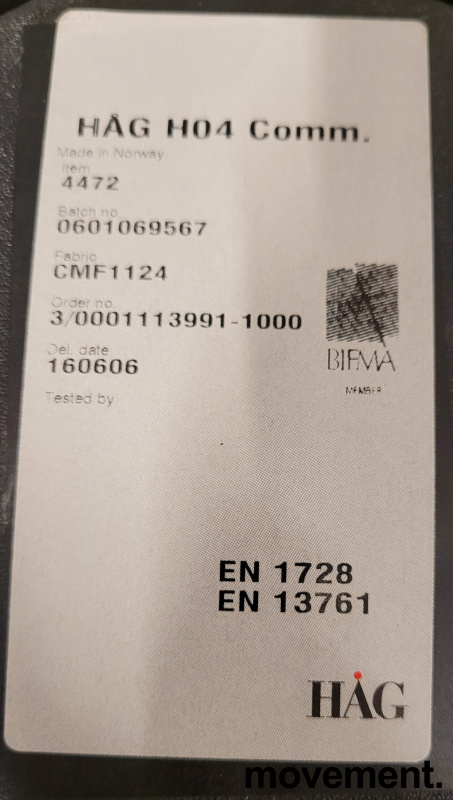 HÅG H04 Comm.
Made in Norway
Item
4472
Batch no.
0601069567
Fabric
CMF1124
Order no.
3/0001113991-1000
Del. date
160606
Tested by
BIFMA
MEMBER
EN 1728
EN 13761
HÅG
movement.